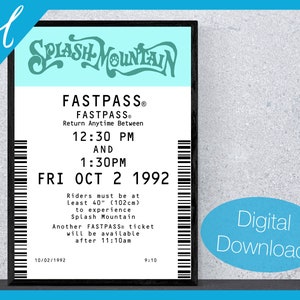 SPLASH MOUNTAIN
FASTPASS®
FASTPASS®
Return Anytime Between
12:30 PM
AND
1:30PM
FRI OCT 2 1992
Riders must be at
least 40" (102cm)
to experience
Splash Mountain
Another FASTPASS® ticket
will be available
after 11:10am
10/02/1992
9:10
Digital
Download